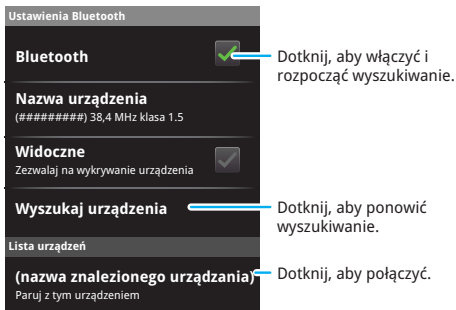 Ustawienia Bluetooth
Bluetooth
Dotknij, aby włączyć i
rozpocząć wyszukiwanie.
Nazwa urządzenia
(#########) 38,4 MHz klasa 1.5
Widoczne
Zezwalaj na wykrywanie urządzenia
Wyszukaj urządzenia
Dotknij, aby ponowić
wyszukiwanie.
Lista urządzeń
(nazwa znalezionego urządzania)
Dotknij, aby połączyć.
Paruj z tym urządzeniem